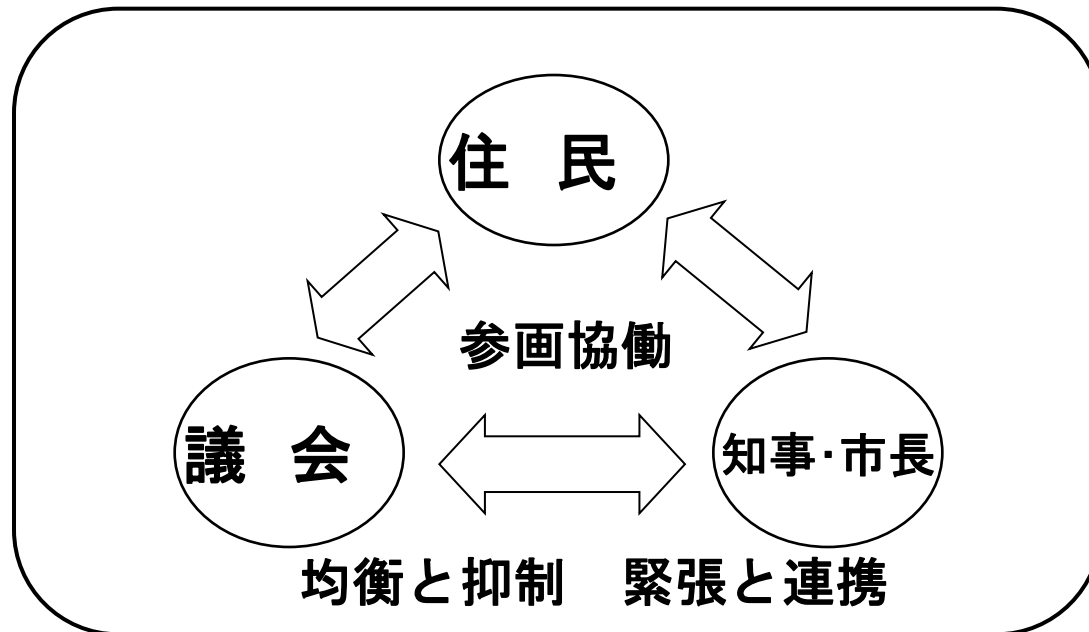 住　民
参画協働
議　会
知事・市長
均衡と抑制　緊張と連携